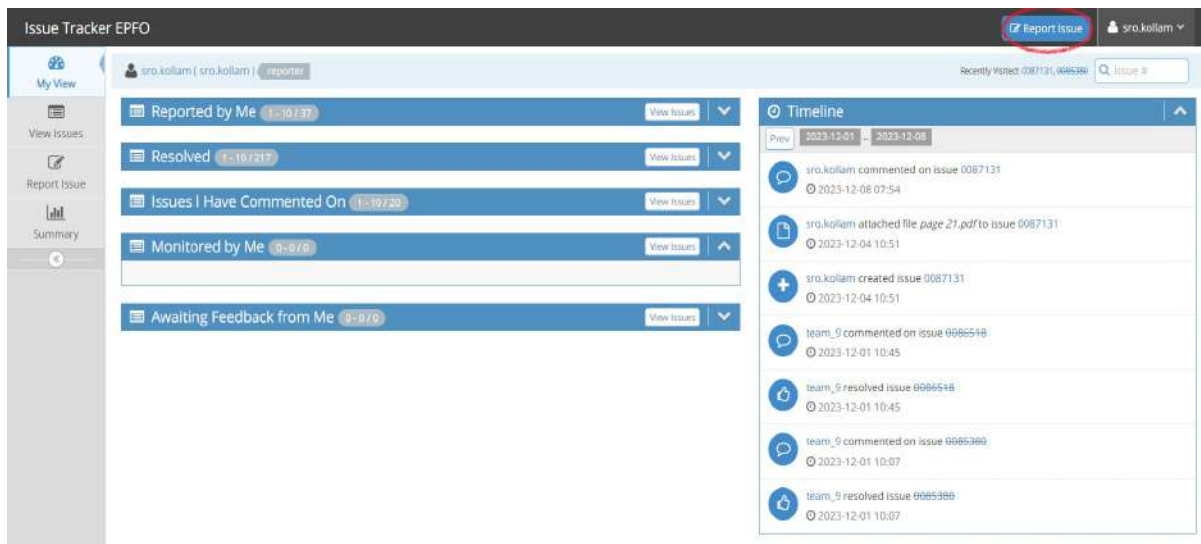 Issue Tracker EPFO
Report Issue
sro.kollam
My View
View Issues
Report Issue
Summary
sro.kollam ( sro.kollam ) reporter
Recently Visited: 0087131, 0085380
Issue #
Reported by Me 1 - 10 / 37 View Issues
Resolved 1 - 10 / 217 View Issues
Issues I Have Commented On 1 - 10 / 20 View Issues
Monitored by Me 0 - 0 / 0 View Issues
Awaiting Feedback from Me 0 - 0 / 0 View Issues
Timeline
Prev 2023-12-01 .. 2023-12-08
sro.kollam commented on issue 0087131
2023-12-08 07:54
sro.kollam attached file page 21.pdf to issue 0087131
2023-12-04 10:51
sro.kollam created issue 0087131
2023-12-04 10:51
team_9 commented on issue 0086518
2023-12-01 10:45
team_9 resolved issue 0086518
2023-12-01 10:45
team_9 commented on issue 0085380
2023-12-01 10:07
team_9 resolved issue 0085380
2023-12-01 10:07